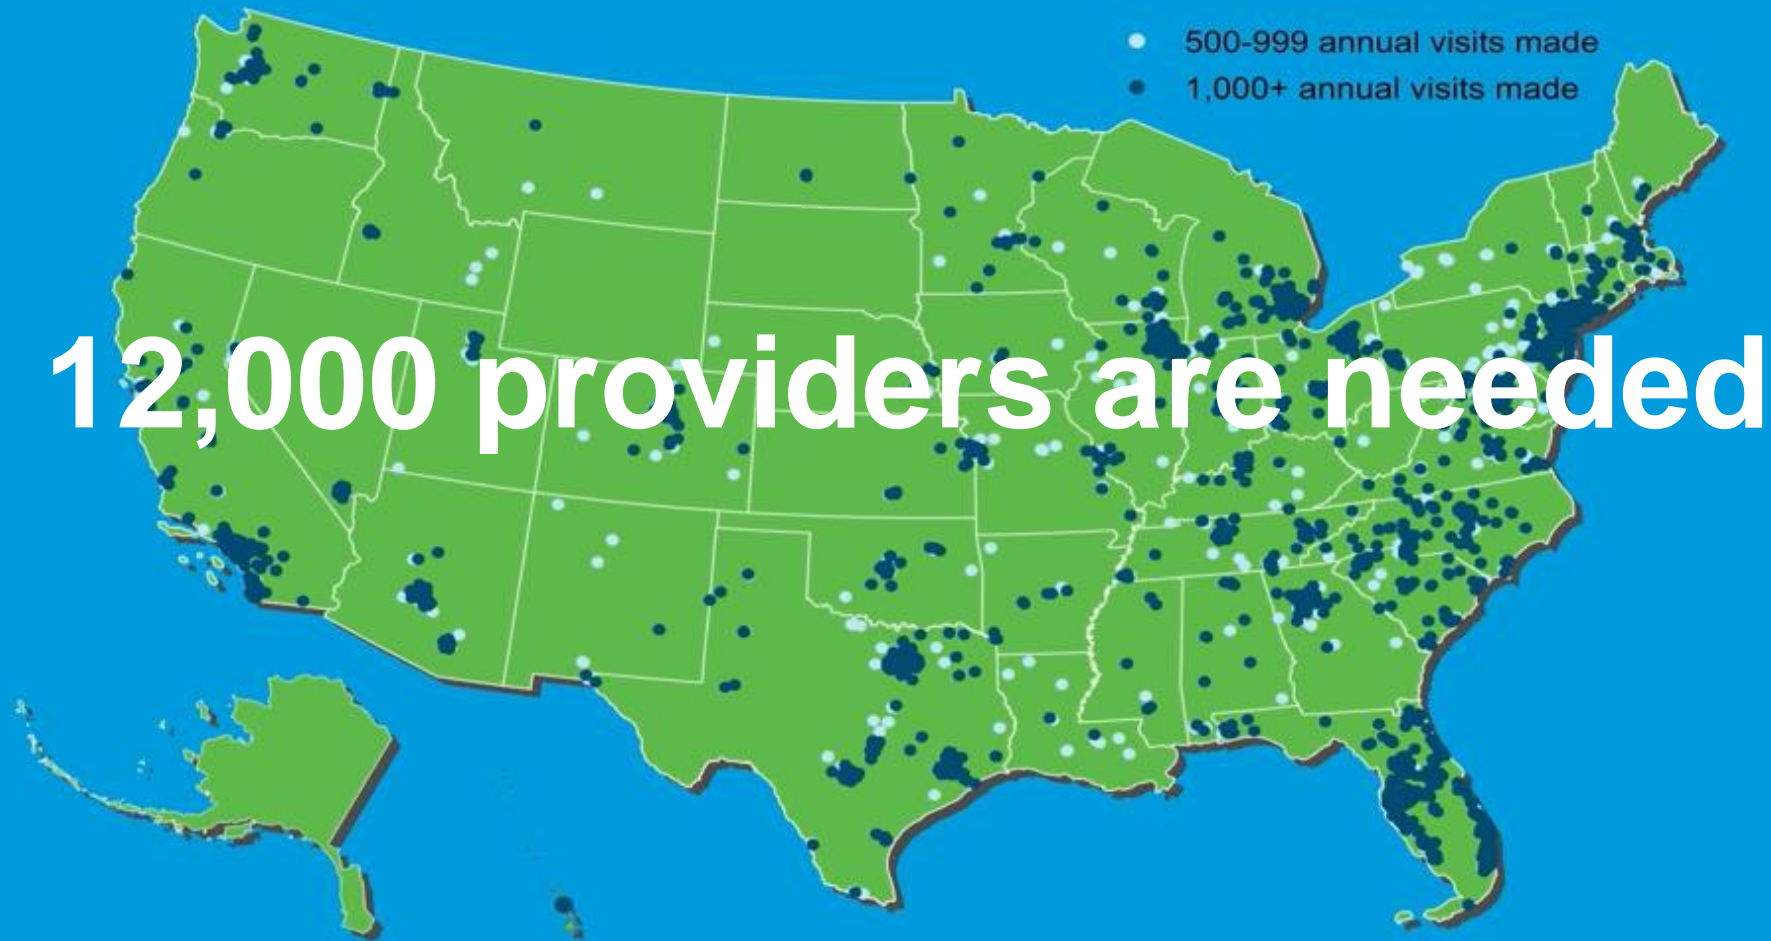 500-999 annual visits made
1,000+ annual visits made
12,000 providers are needed